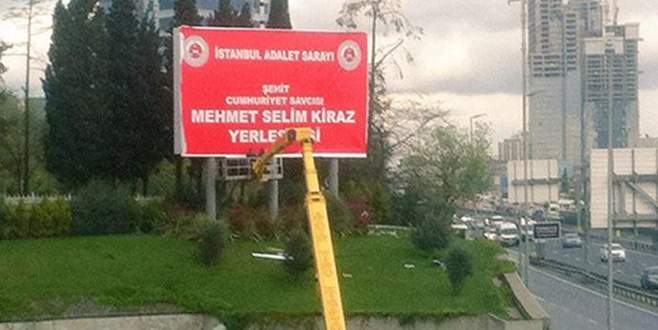 İSTANBUL ADALET SARAYI
ŞEHİT
CUMHURİYET SAVCISI
MEHMET SELİM KİRAZ